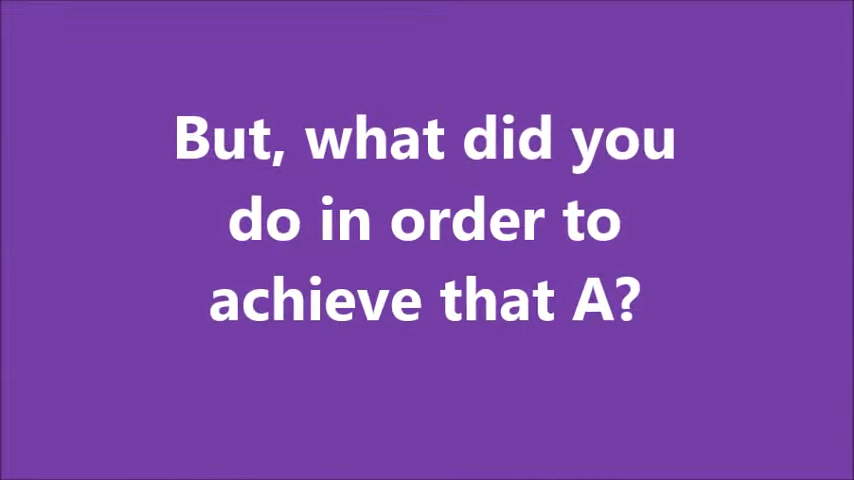 But, what did you
do in order to
achieve that A?